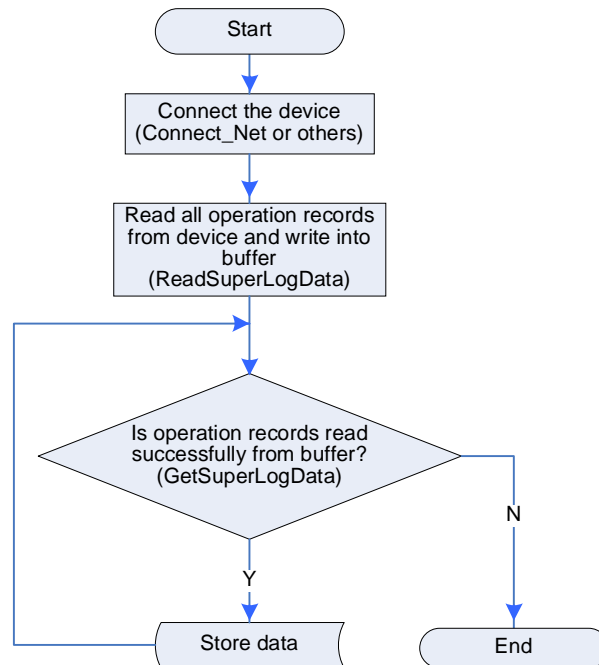 Start
Connect the device
(Connect_Net or others)
Read all operation records
from device and write into
buffer
(ReadSuperLogData)
Is operation records read
successfully from buffer?
(GetSuperLogData)
N
Y
Store data
End